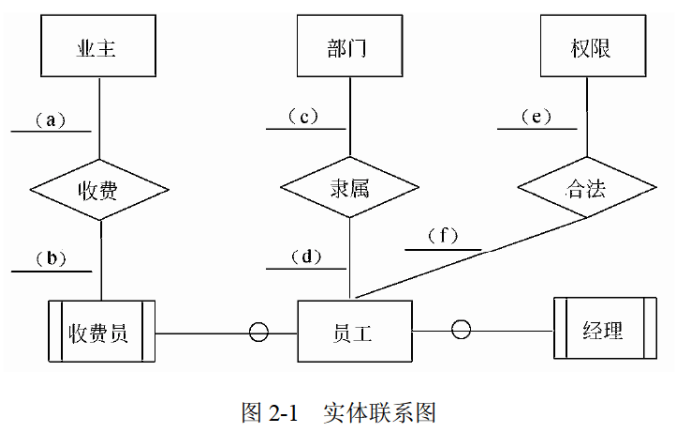 业主 部门 权限
(a) (c) (e)
收费 隶属 合法
(b) (d) (f)
收费员 员工 经理
图 2-1 实体联系图